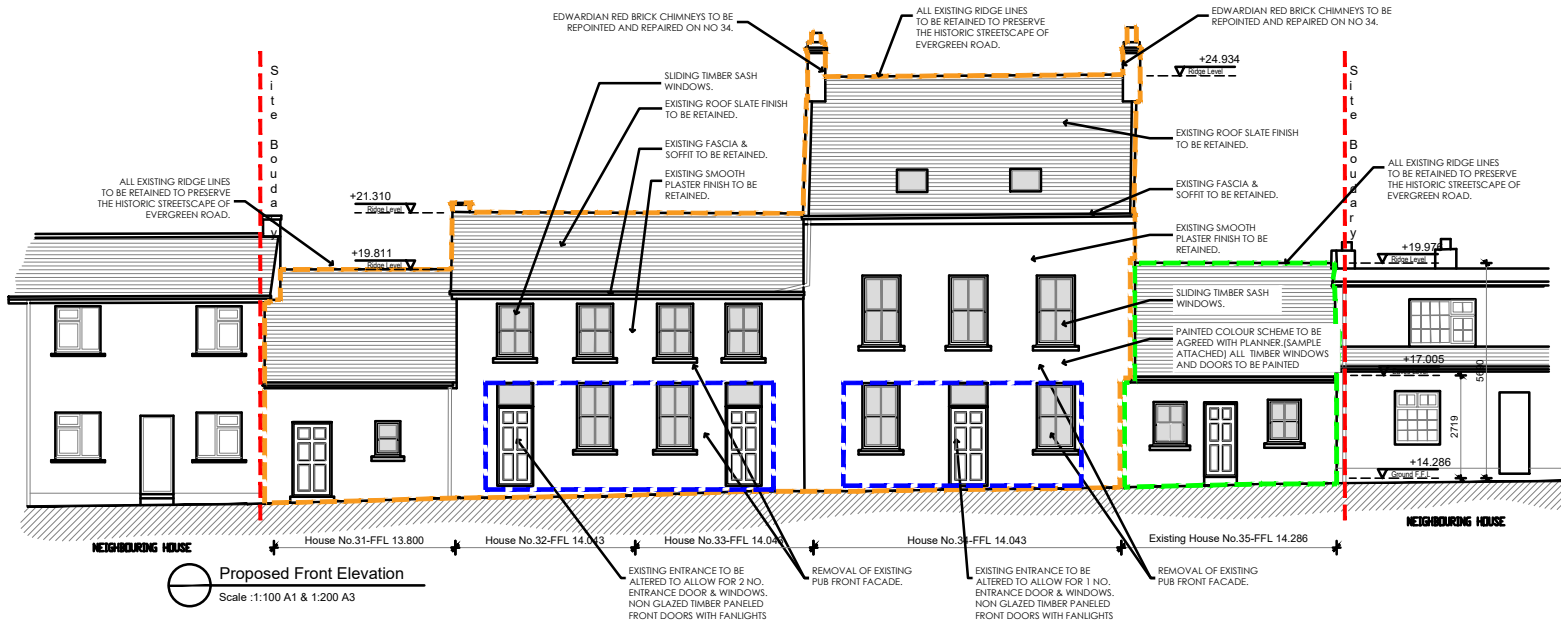 EDWARDIAN RED BRICK CHIMNEYS TO BE
REPOINTED AND REPAIRED ON NO 34.
ALL EXISTING RIDGE LINES
TO BE RETAINED TO PRESERVE
THE HISTORIC STREETSCAPE OF
EVERGREEN ROAD.
EDWARDIAN RED BRICK CHIMNEYS TO BE
REPOINTED AND REPAIRED ON NO 34.
Site Bouday
SLIDING TIMBER SASH
WINDOWS.
EXISTING ROOF SLATE FINISH
TO BE RETAINED.
EXISTING FASCIA &
SOFFIT TO BE RETAINED.
EXISTING SMOOTH
PLASTER FINISH TO BE
RETAINED.
+24.934
Ridge Level
Site Boudary
EXISTING ROOF SLATE FINISH
TO BE RETAINED.
ALL EXISTING RIDGE LINES
TO BE RETAINED TO PRESERVE
THE HISTORIC STREETSCAPE OF
EVERGREEN ROAD.
ALL EXISTING RIDGE LINES
TO BE RETAINED TO PRESERVE
THE HISTORIC STREETSCAPE OF
EVERGREEN ROAD.
+21.310
Ridge Level
+19.811
Ridge Level
EXISTING FASCIA &
SOFFIT TO BE RETAINED.
EXISTING SMOOTH
PLASTER FINISH TO BE
RETAINED.
+19.976
Ridge Level
SLIDING TIMBER SASH
WINDOWS.
PAINTED COLOUR SCHEME TO BE
AGREED WITH PLANNER.(SAMPLE
ATTACHED) ALL TIMBER WINDOWS
AND DOORS TO BE PAINTED
+17.005
2719
+14.286
Ground F.F.L
NEIGHBOURING HOUSE
House No.31-FFL 13.800
House No.32-FFL 14.043
House No.33-FFL 14.043
House No.34-FFL 14.043
Existing House No.35-FFL 14.286
NEIGHBOURING HOUSE
Proposed Front Elevation
Scale :1:100 A1 & 1:200 A3
EXISTING ENTRANCE TO BE
ALTERED TO ALLOW FOR 2 NO.
ENTRANCE DOOR & WINDOWS.
NON GLAZED TIMBER PANELED
FRONT DOORS WITH FANLIGHTS
REMOVAL OF EXISTING
PUB FRONT FACADE.
EXISTING ENTRANCE TO BE
ALTERED TO ALLOW FOR 1 NO.
ENTRANCE DOOR & WINDOWS.
NON GLAZED TIMBER PANELED
FRONT DOORS WITH FANLIGHTS
REMOVAL OF EXISTING
PUB FRONT FACADE.